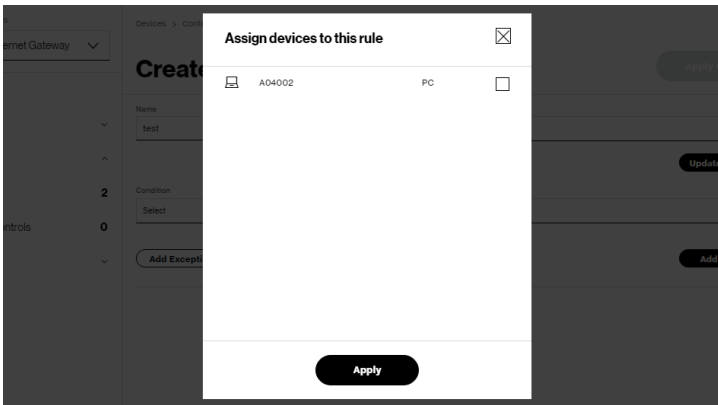 Devices > Cont
ernet Gateway
Create
Apply
Name
test
Update
2
Condition
Select
ntrols 0
Add Excepti
Add
Assign devices to this rule
A04002 PC
Apply